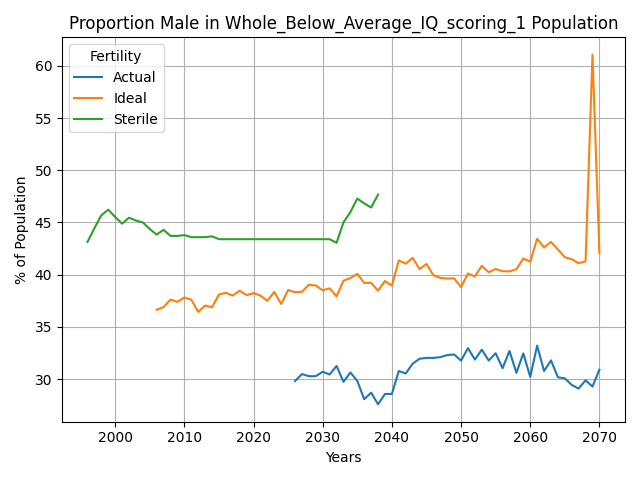 Proportion Male in Whole_Below_Average_IQ_scoring_1 Population
Fertility
Actual
Ideal
Sterile
% of Population
60
55
50
45
40
35
30
2000
2010
2020
2030
2040
2050
2060
2070
Years